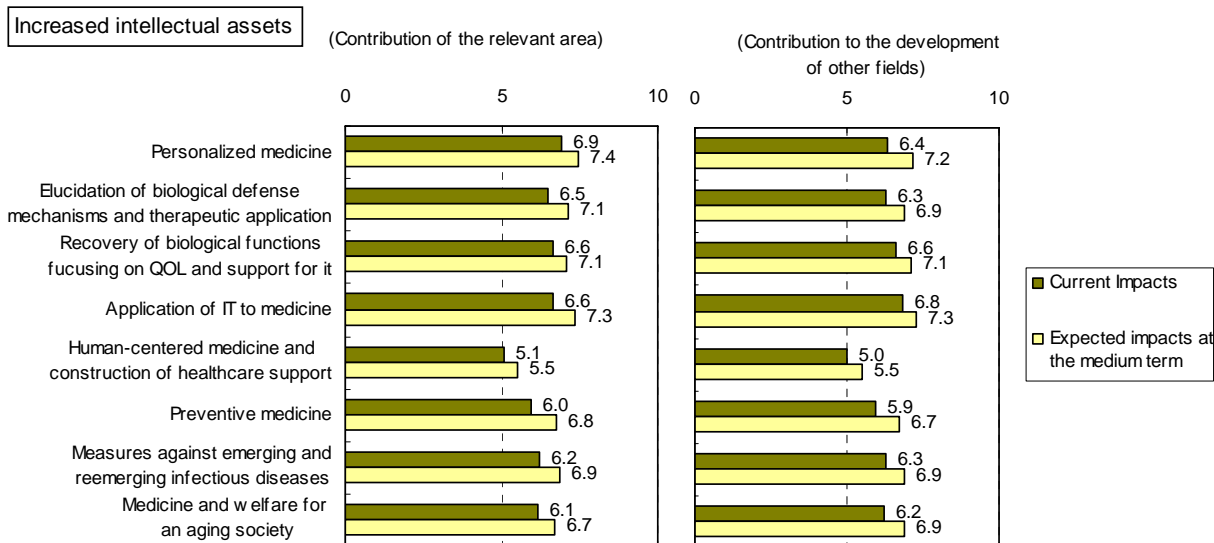 Increased intellectual assets
(Contribution of the relevant area)
(Contribution to the development
of other fields)
0 5 10
0 5 10
Personalized medicine
6.9
7.4
6.4
7.2
Elucidation of biological defense
mechanisms and therapeutic application
6.5
7.1
6.3
6.9
Recovery of biological functions
fucusing on QOL and support for it
6.6
7.1
6.6
7.1
Application of IT to medicine
6.6
7.3
6.8
7.3
Human-centered medicine and
construction of healthcare support
5.1
5.5
5.0
5.5
Preventive medicine
6.0
6.8
5.9
6.7
Measures against emerging and
reemerging infectious diseases
6.2
6.9
6.3
6.9
Medicine and welfare for
an aging society
6.1
6.7
6.2
6.9
Current Impacts
Expected impacts at
the medium term